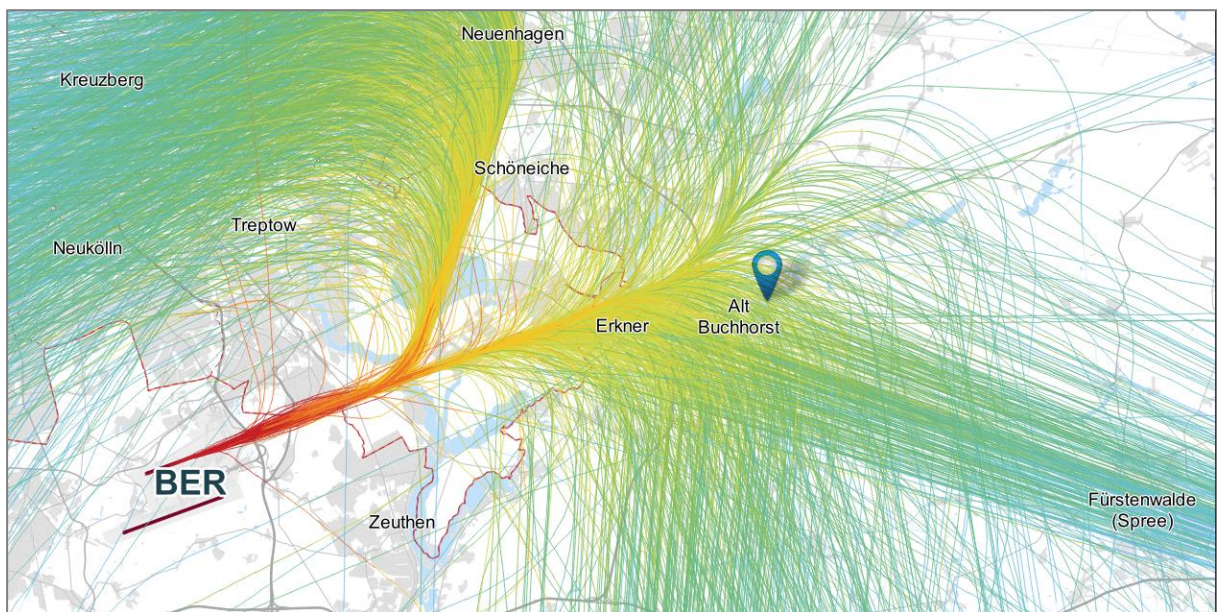 Neuenhagen
Kreuzberg
Schöneiche
Treptow
Neukölln
Alt
Buchhorst
Erkner
BER
Zeuthen
Fürstenwalde
(Spree)